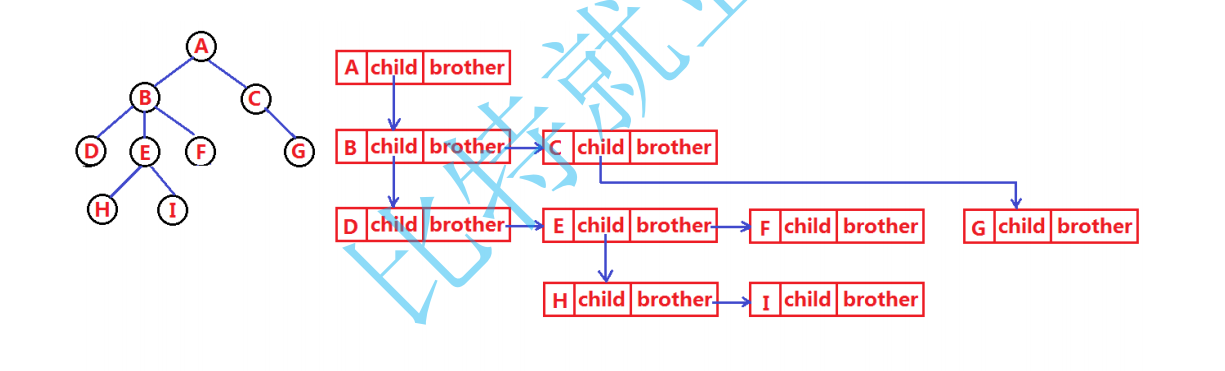 A
B
C
D
E
F
G
H
I
A child brother
B child brother
C child brother
D child brother
E child brother
F child brother
G child brother
H child brother
I child brother
比特就业